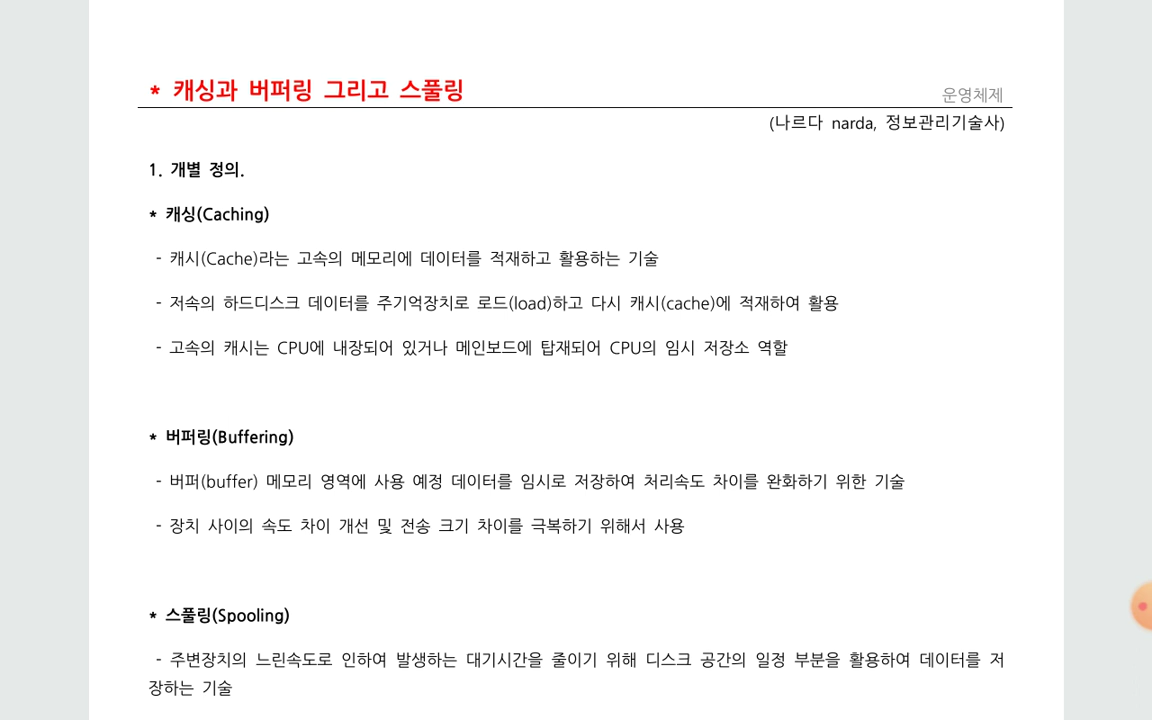 * 캐싱과 버퍼링 그리고 스풀링
운영체제
(나르다 narda, 정보관리기술사)
1. 개별 정의.
* 캐싱(Caching)
- 캐시(Cache)라는 고속의 메모리에 데이터를 적재하고 활용하는 기술
- 저속의 하드디스크 데이터를 주기억장치로 로드(load)하고 다시 캐시(cache)에 적재하여 활용
- 고속의 캐시는 CPU에 내장되어 있거나 메인보드에 탑재되어 CPU의 임시 저장소 역할
* 버퍼링(Buffering)
- 버퍼(buffer) 메모리 영역에 사용 예정 데이터를 임시로 저장하여 처리속도 차이를 완화하기 위한 기술
- 장치 사이의 속도 차이 개선 및 전송 크기 차이를 극복하기 위해서 사용
* 스풀링(Spooling)
- 주변장치의 느린속도로 인하여 발생하는 대기시간을 줄이기 위해 디스크 공간의 일정 부분을 활용하여 데이터를 저
장하는 기술